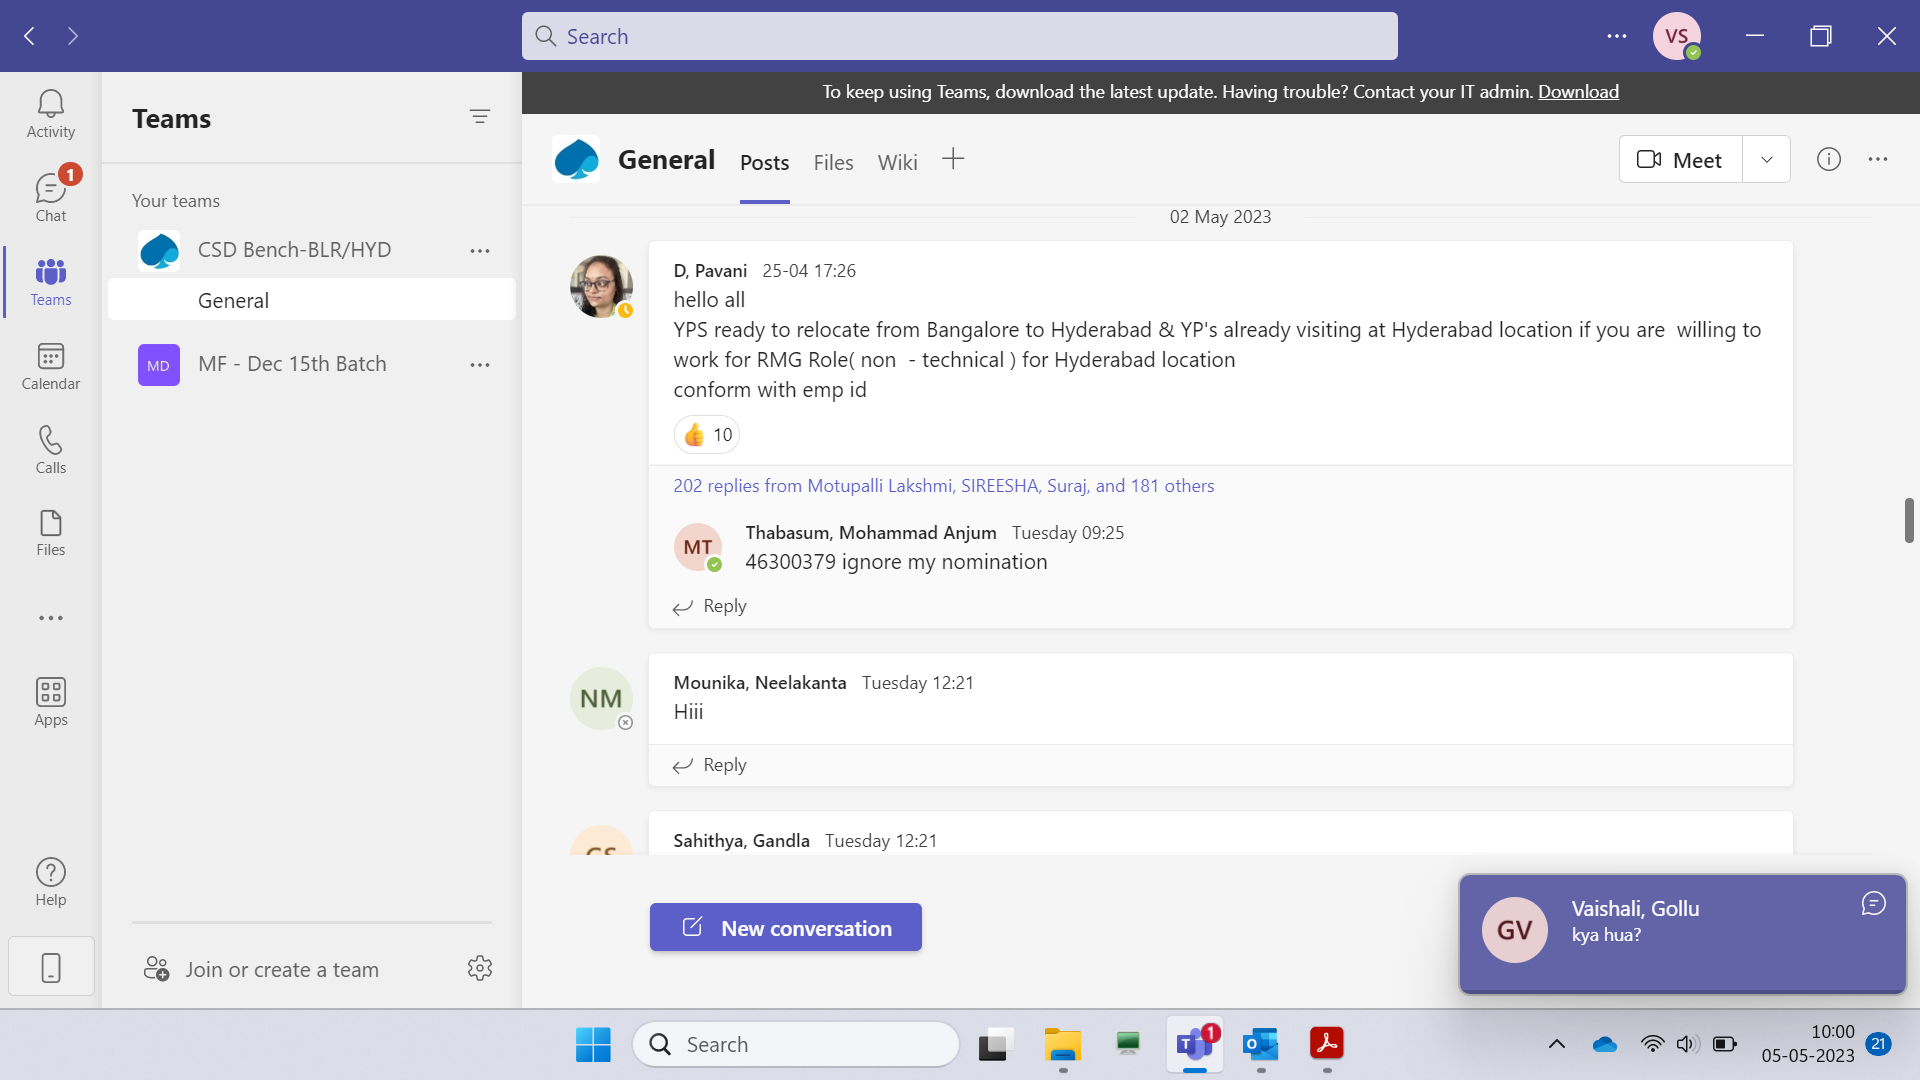 Search
VS
To keep using Teams, download the latest update. Having trouble? Contact your IT admin. Download
Activity
1
Chat
Teams
Calendar
Calls
Files
Apps
Help
Teams
Your teams
CSD Bench-BLR/HYD
General
MD
MF - Dec 15th Batch
Join or create a team
General
Posts
Files
Wiki
Meet
02 May 2023
D, Pavani 25-04 17:26
hello all
YPS ready to relocate from Bangalore to Hyderabad & YP's already visiting at Hyderabad location if you are  willing to
work for RMG Role( non  - technical ) for Hyderabad location
conform with emp id
👍 10
202 replies from Motupalli Lakshmi, SIREESHA, Suraj, and 181 others
MT
Thabasum, Mohammad Anjum Tuesday 09:25
46300379 ignore my nomination
Reply
NM
Mounika, Neelakanta Tuesday 12:21
Hiii
Reply
GS
Sahithya, Gandla Tuesday 12:21
New conversation
GV
Vaishali, Gollu
kya hua?
Search
T
1
O
10:00
05-05-2023
21